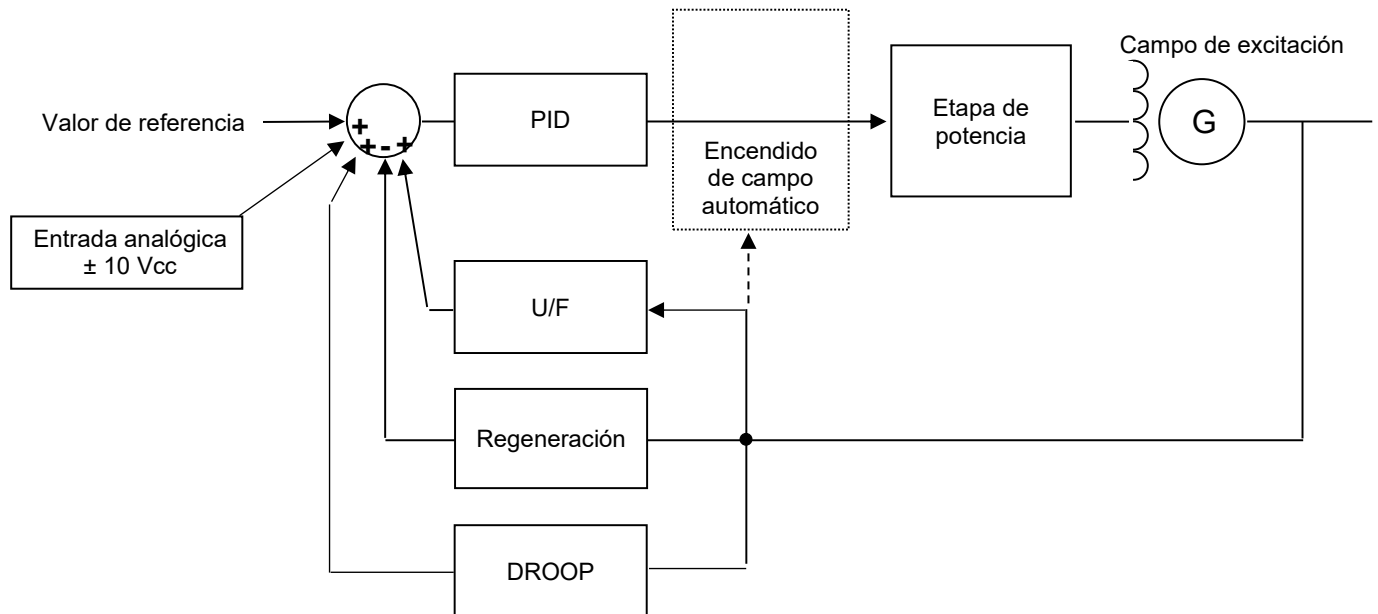 Campo de excitación
Valor de referencia
+
+
-
+
PID
Encendido
de campo
automático
Etapa de
potencia
G
Entrada analógica
± 10 Vcc
U/F
Regeneración
DROOP